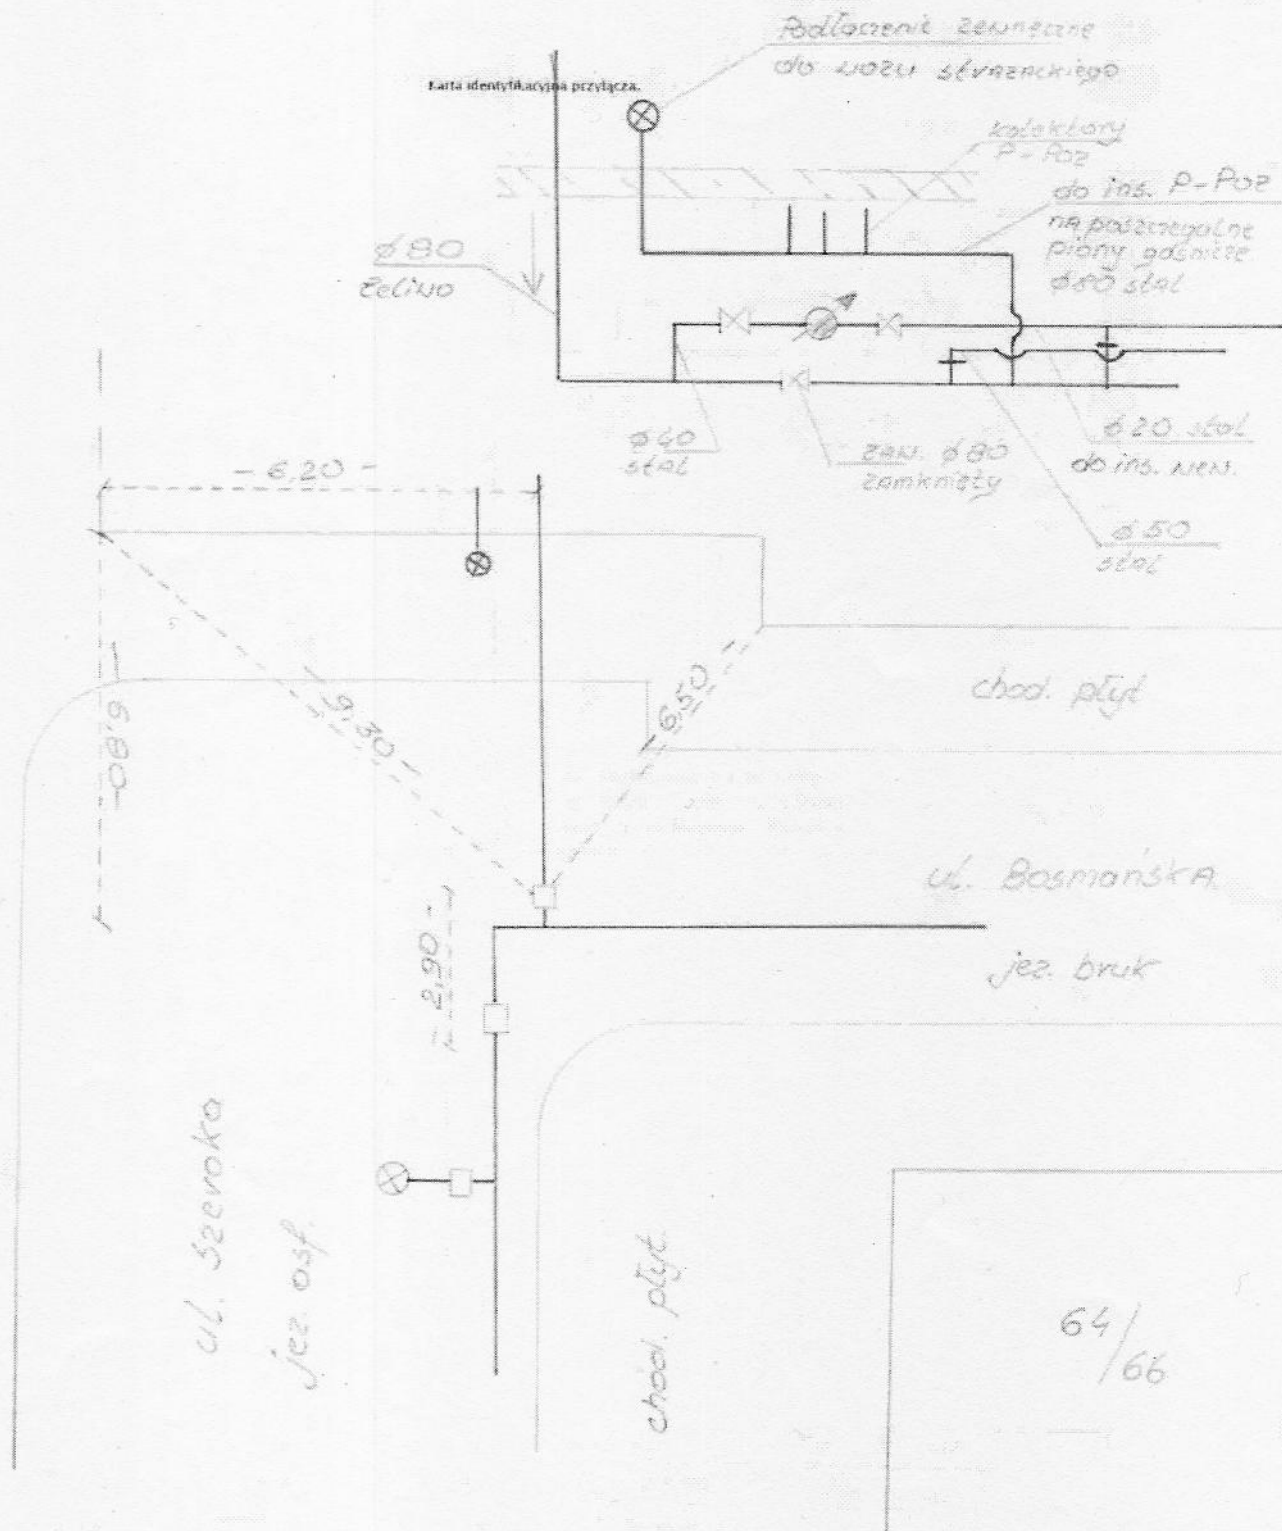 Podłączenie zewnęczne
do wozu strażackiego
Karta identyfikacyjna przyłącza.
kolektory
P-Poż
do ins. P-Poż
na poszczególne
piony gaśnicze
ø80 stal
ø80
żeliwo
ø40
stal
zaw. ø80
zamknięty
ø20 stal
do ins. wew.
ø50
stal
- 6,20 -
6,80
9,30
6,50
chod. płyt
ul. Bosmańska
2,90
jez. bruk
ul. Szeroka
jez. asf.
chod. płyt.
64/66